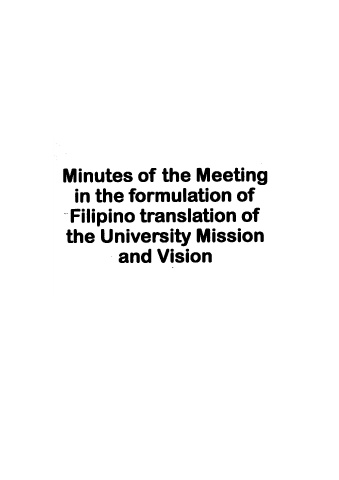 Minutes of the Meeting
in the formulation of
Filipino translation of
the University Mission
and Vision